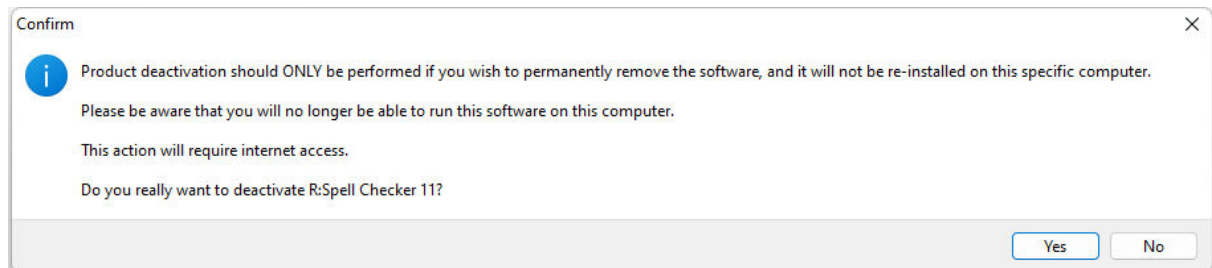 Confirm
Product deactivation should ONLY be performed if you wish to permanently remove the software, and it will not be re-installed on this specific computer.
Please be aware that you will no longer be able to run this software on this computer.
This action will require internet access.
Do you really want to deactivate R:Spell Checker 11?
Yes No